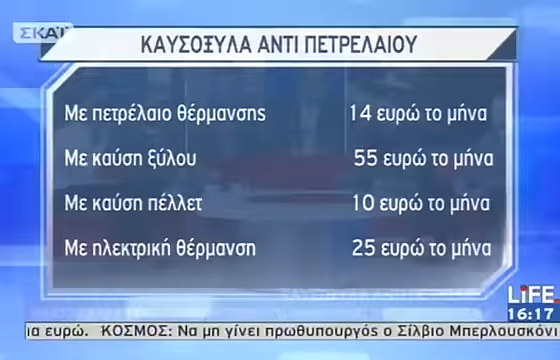 ΣΚΑΪ
ΚΑΥΣΟΞΥΛΑ ΑΝΤΙ ΠΕΤΡΕΛΑΙΟΥ
Με πετρέλαιο θέρμανσης 14 ευρώ το μήνα
Με καύση ξύλου 55 ευρώ το μήνα
Με καύση πέλλετ 10 ευρώ το μήνα
Με ηλεκτρική θέρμανση 25 ευρώ το μήνα
LiFE
16:17
ια ευρώ. ΚΟΣΜΟΣ: Να μη γίνει πρωθυπουργός ο Σίλβιο Μπερλουσκόνι